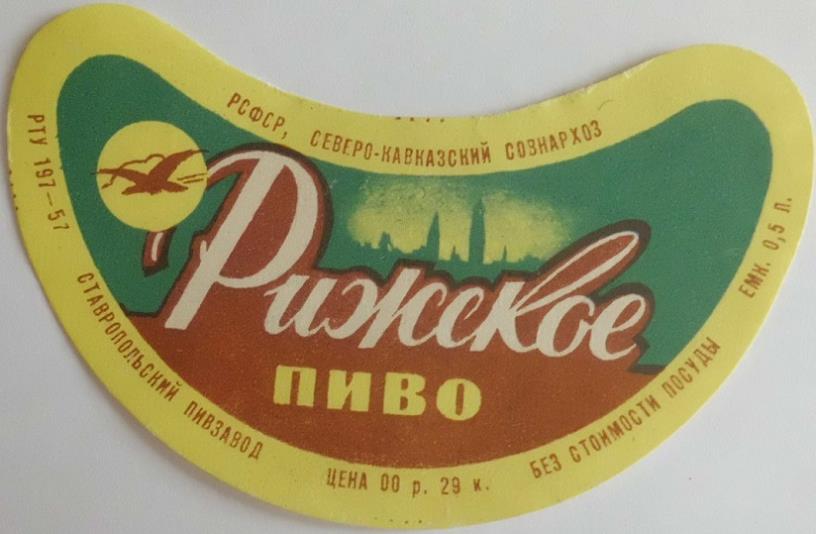 РСФСР, СЕВЕРО-КАВКАЗСКИЙ СОВНАРХОЗ
РТУ 197—57
Рижское
ПИВО
СТАВРОПОЛЬСКИЙ ПИВЗАВОД
ЦЕНА 00 р. 29 к.
БЕЗ СТОИМОСТИ ПОСУДЫ
ЕМК. 0,5 л.